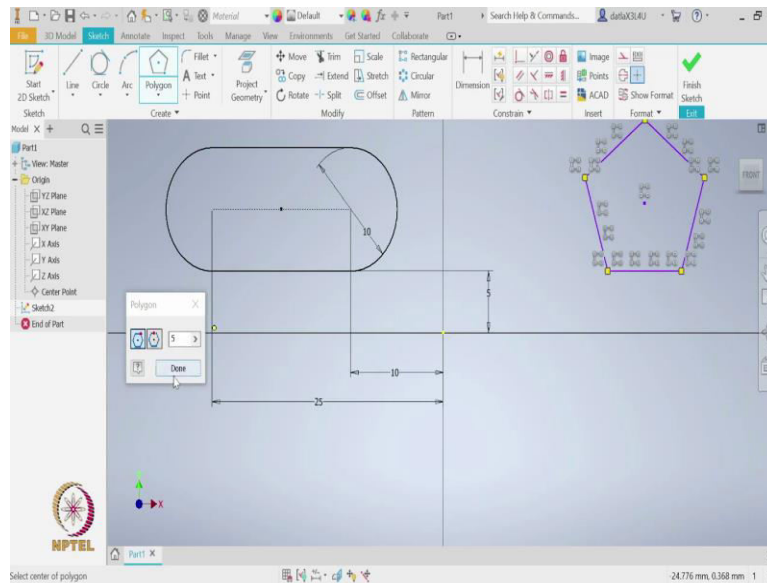 Material Default Part1 Search Help & Commands... datlaX3L4U
File 3D Model Sketch Annotate Inspect Tools Manage View Environments Get Started Collaborate
Start 2D Sketch Line Circle Arc Polygon Fillet Text Point Project Geometry
Move Trim Scale
Copy Extend Stretch
Rotate Split Offset
Rectangular
Circular
Mirror
Dimension
Image
Points
ACAD
Show Format
Finish Sketch
Sketch Create Modify Pattern Constrain Insert Format Exit
Model
Part1
View: Master
Origin
YZ Plane
XZ Plane
XY Plane
X Axis
Y Axis
Z Axis
Center Point
Sketch2
End of Part
FRONT
10
5
10
25
Polygon
5
Done
X
NPTEL
Part1
Select center of polygon -24.776 mm, 0.368 mm 1